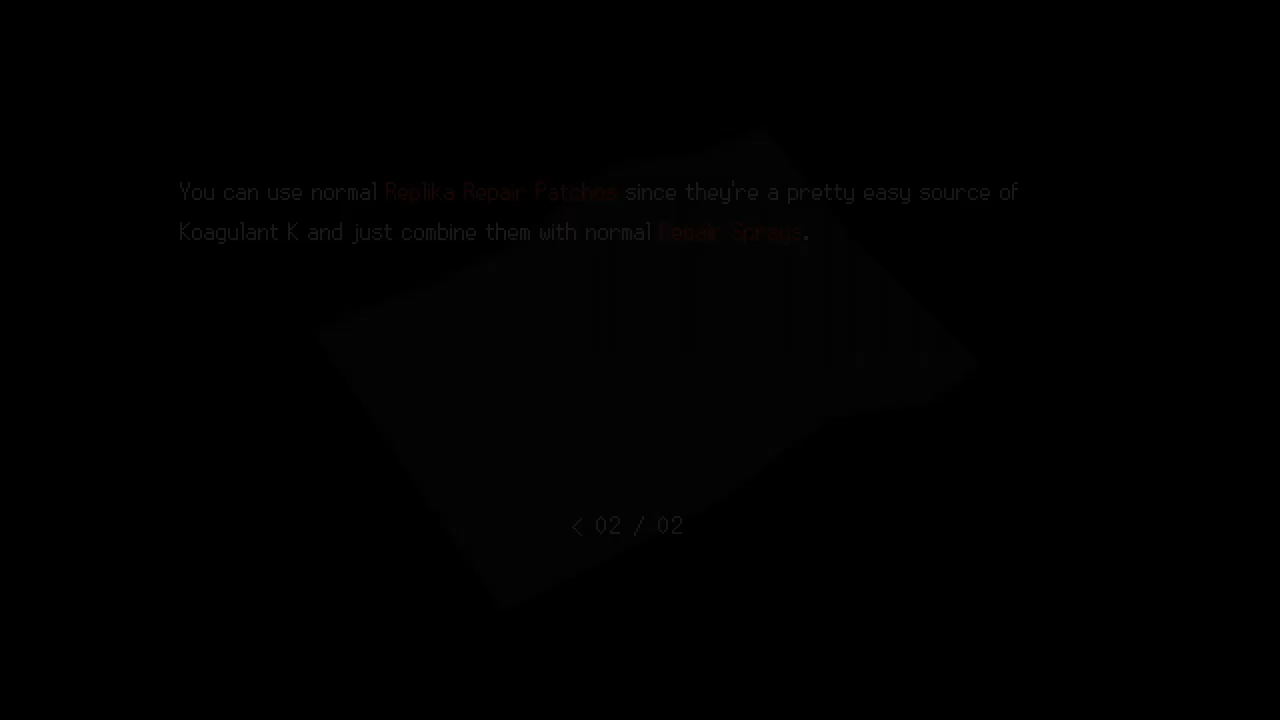 You can use normal Replika Repair Patches since they're a pretty easy source of
Koagulant K and just combine them with normal Repair Sprays.
< 02 / 02